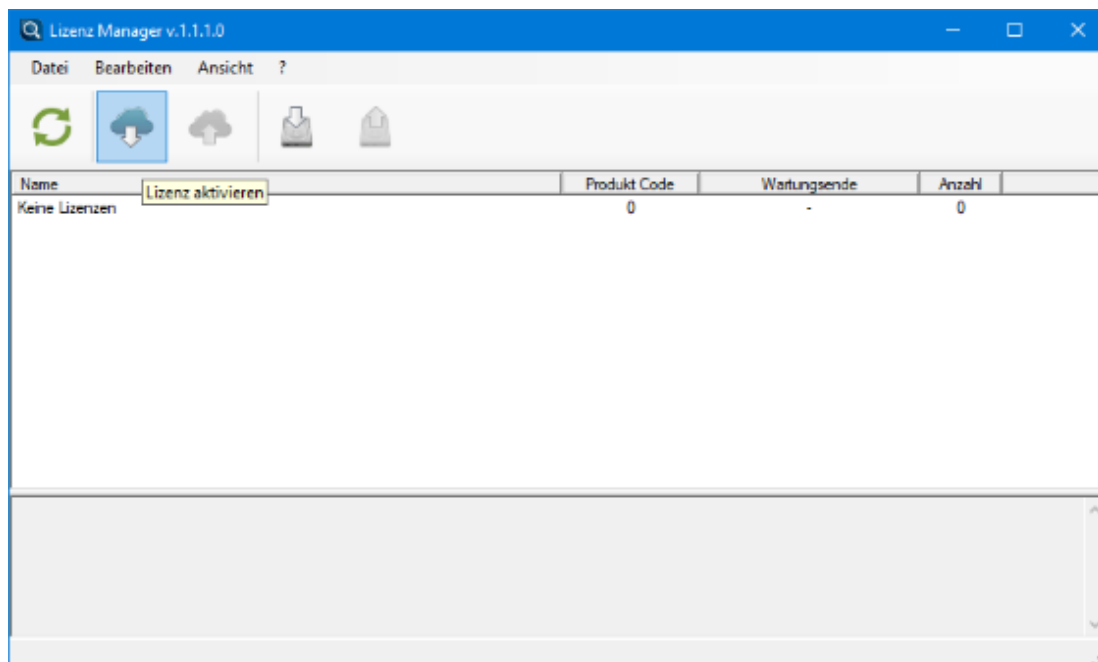 Lizenz Manager v.1.1.1.0
Datei Bearbeiten Ansicht ?
Name Produkt Code Wartungsende Anzahl
Lizenz aktivieren
Keine Lizenzen 0 - 0